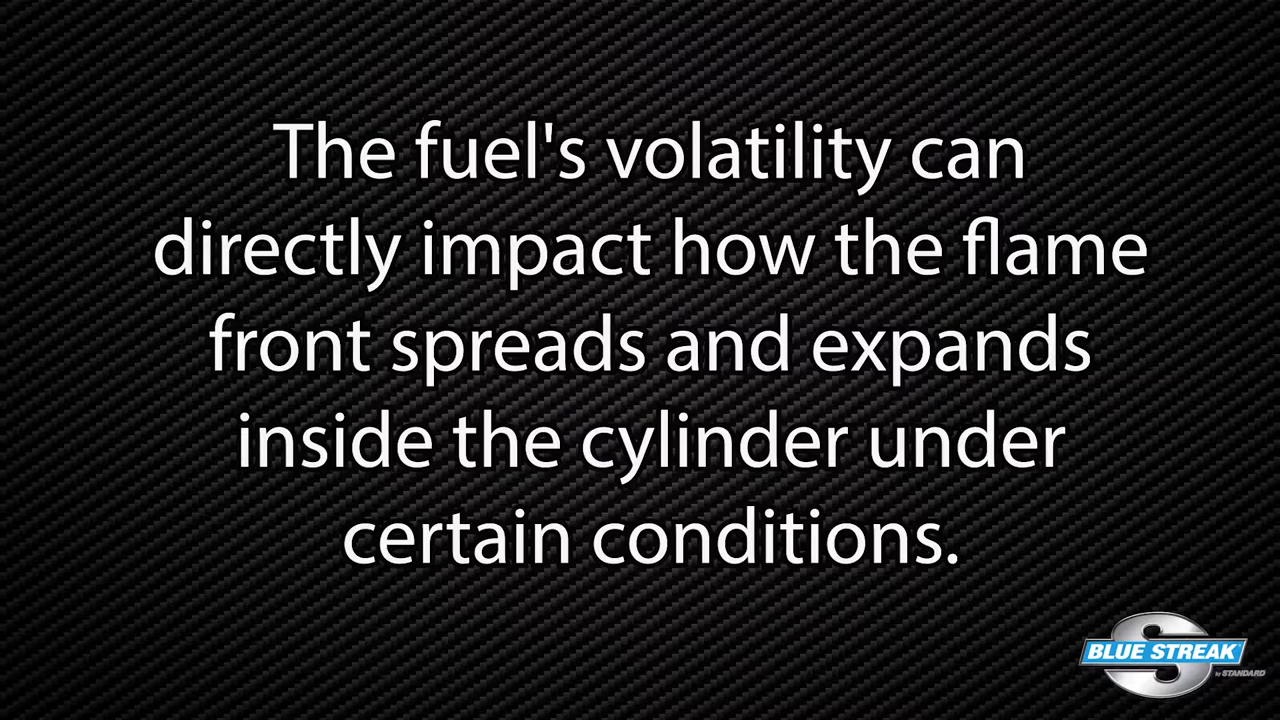 The fuel's volatility can
directly impact how the flame
front spreads and expands
inside the cylinder under
certain conditions.
S
BLUE STREAK
by STANDARD